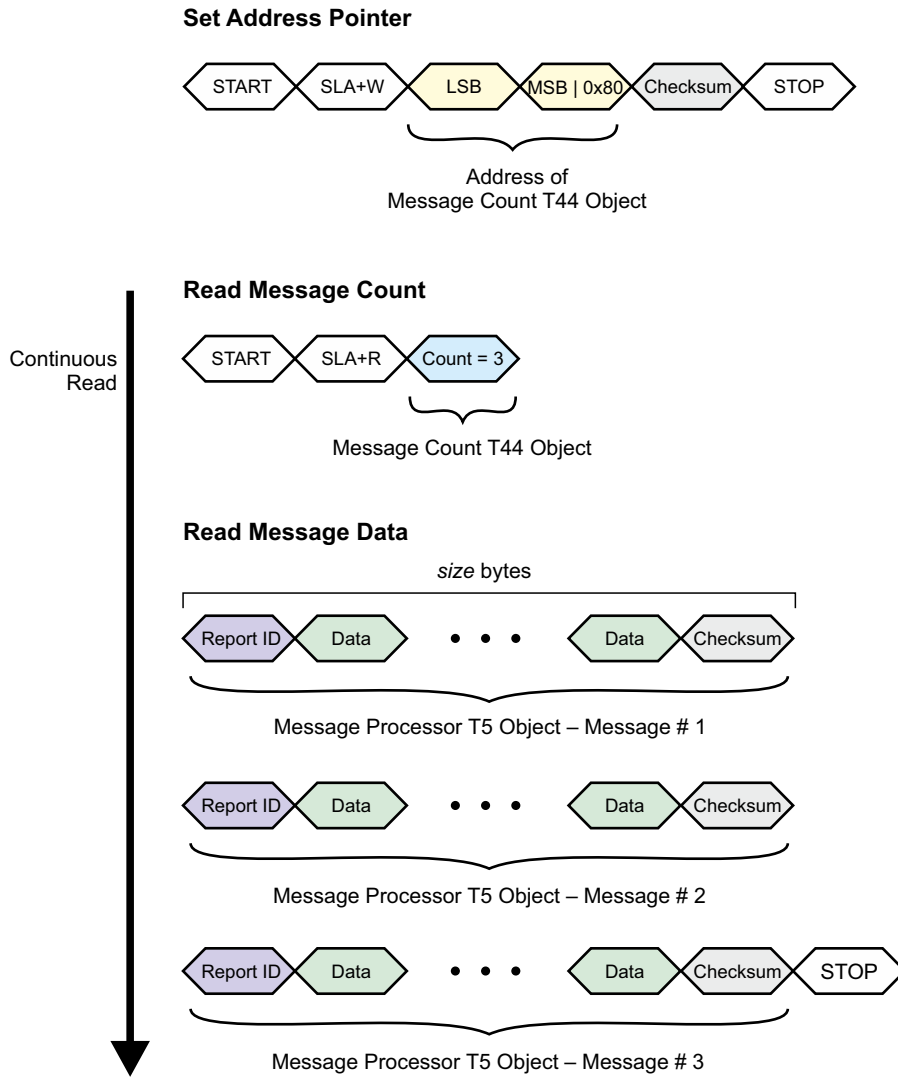 Set Address Pointer
START SLA+W LSB MSB | 0x80 Checksum STOP
Address of
Message Count T44 Object
Read Message Count
Continuous
Read
START SLA+R Count = 3
Message Count T44 Object
Read Message Data
size bytes
Report ID Data • • • Data Checksum
Message Processor T5 Object – Message # 1
Report ID Data • • • Data Checksum
Message Processor T5 Object – Message # 2
Report ID Data • • • Data Checksum STOP
Message Processor T5 Object – Message # 3